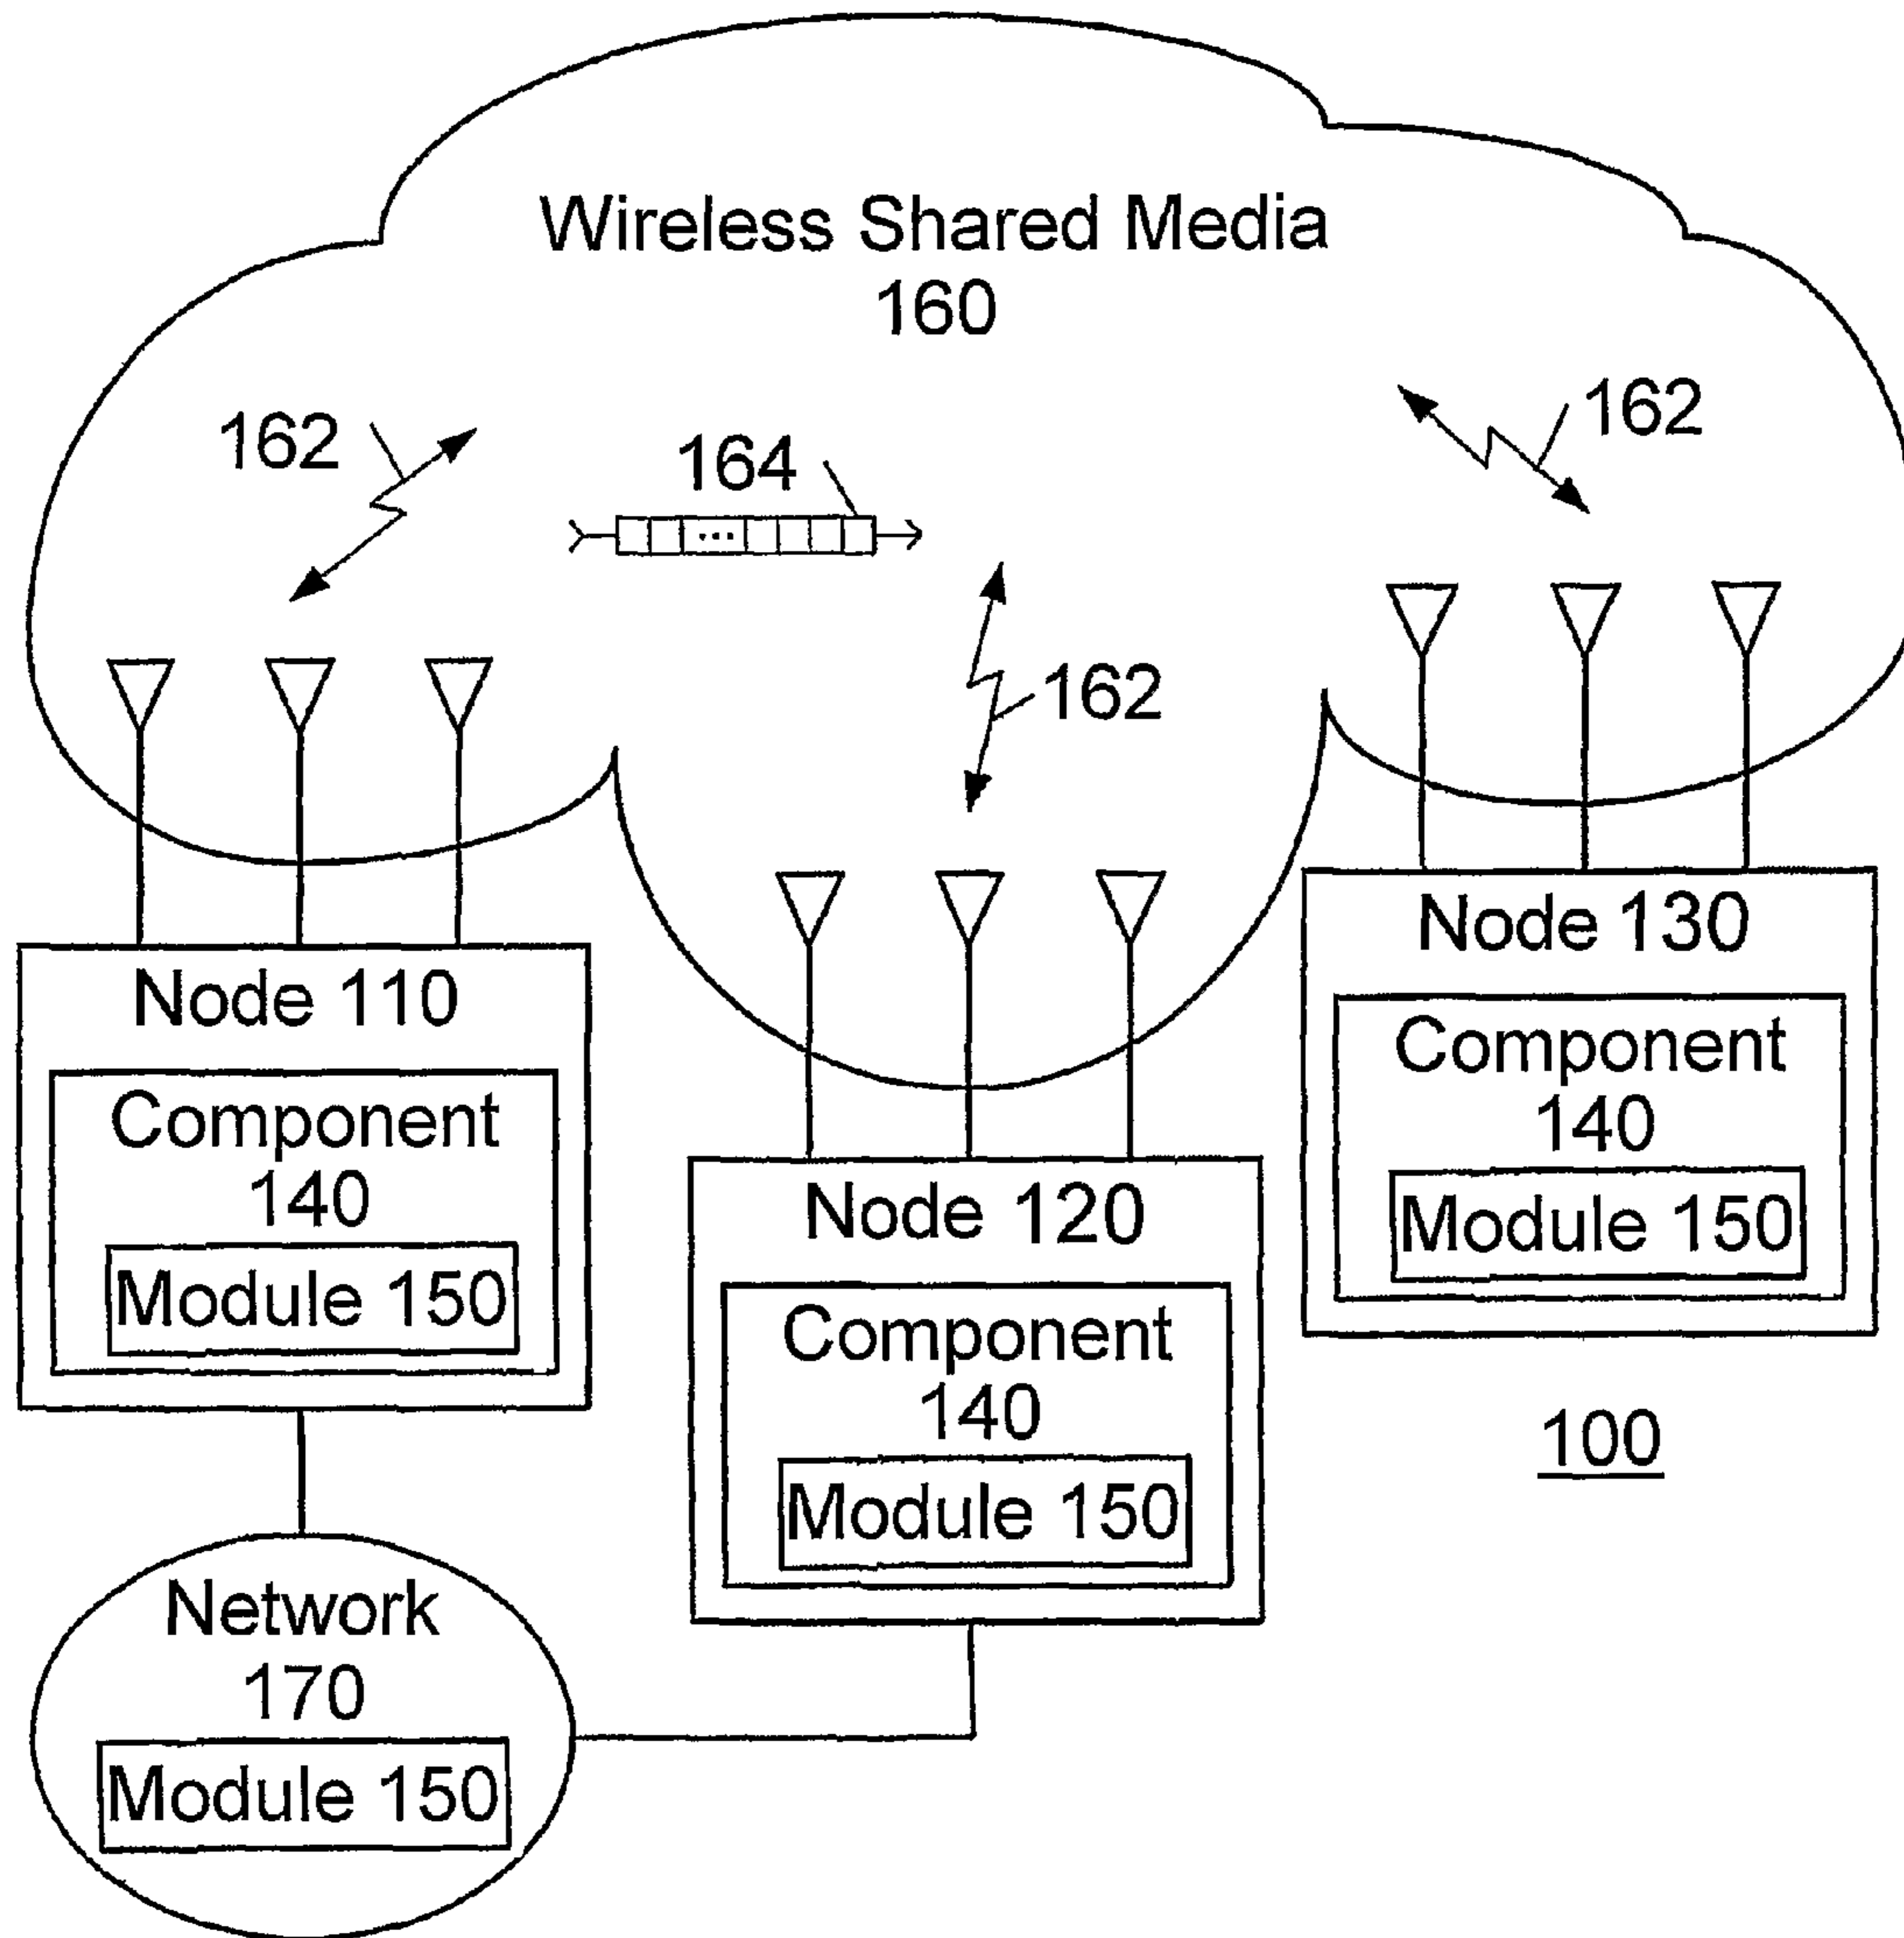 Wireless Shared Media
160
162
164
162
162
Node 110
Component
140
Module 150
Node 120
Component
140
Module 150
Node 130
Component
140
Module 150
100
Network
170
Module 150